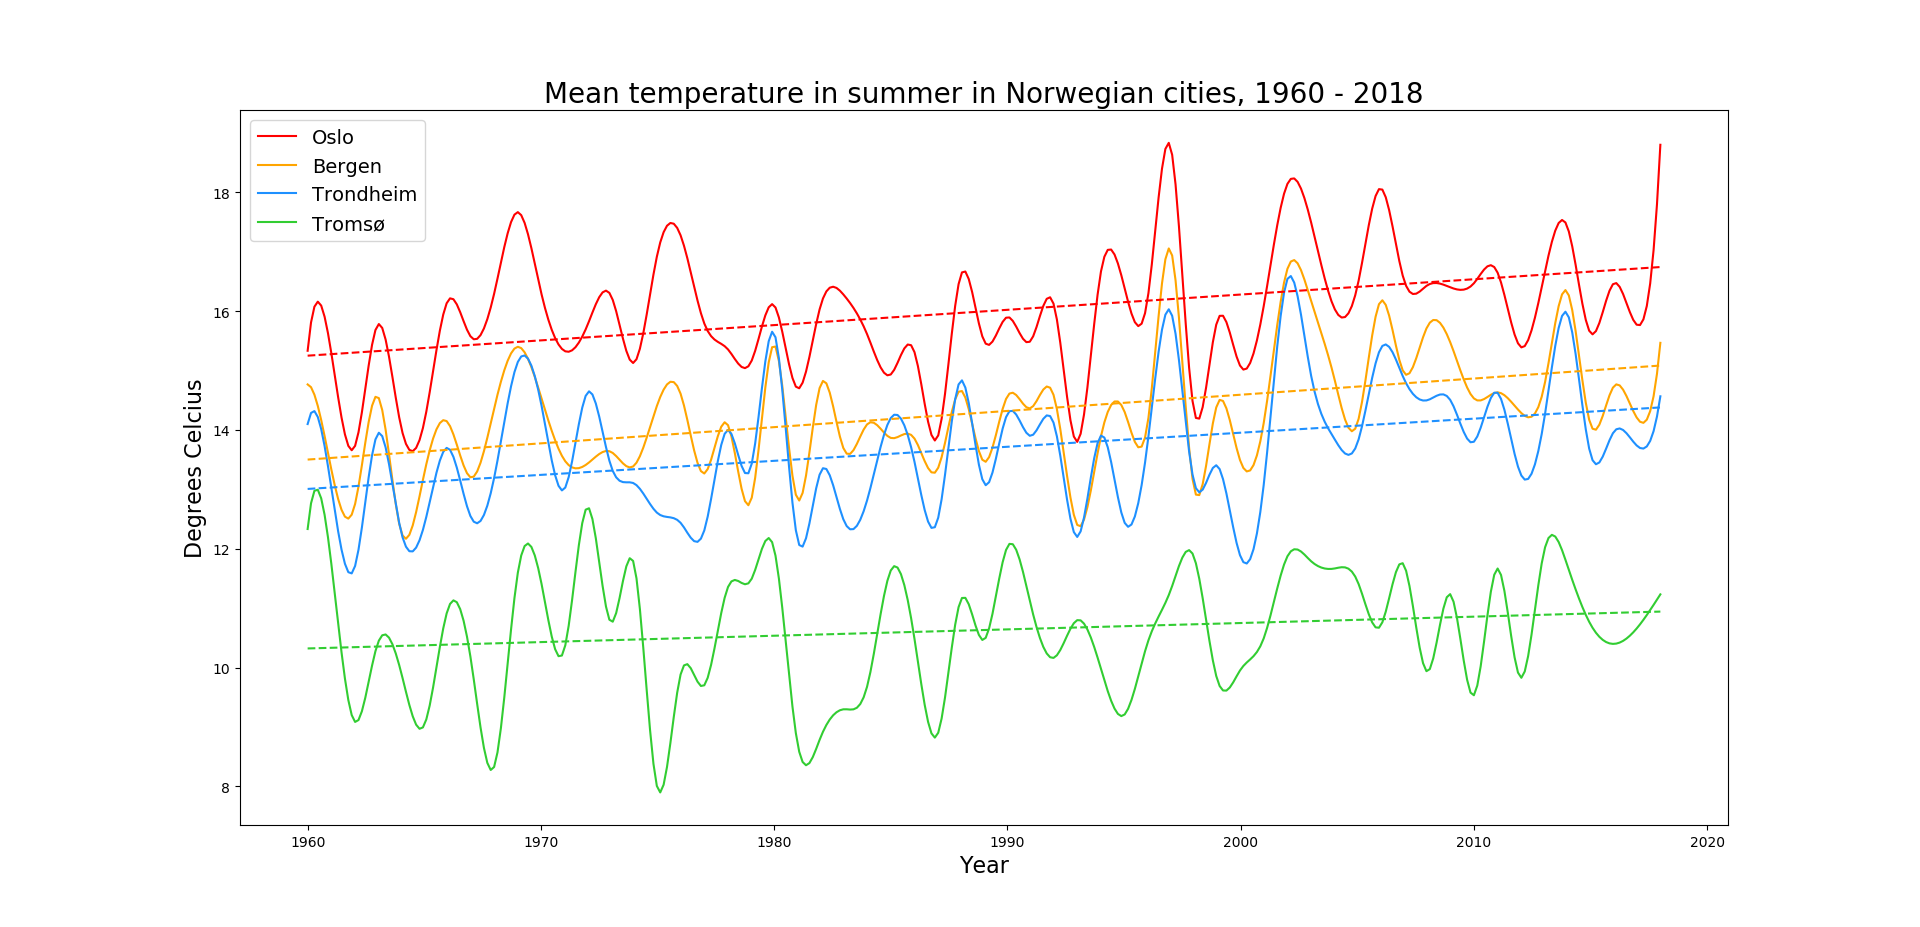 Mean temperature in summer in Norwegian cities, 1960 - 2018
Oslo
Bergen
Trondheim
Tromsø
Degrees Celcius
18
16
14
12
10
8
1960 1970 1980 1990 2000 2010 2020
Year